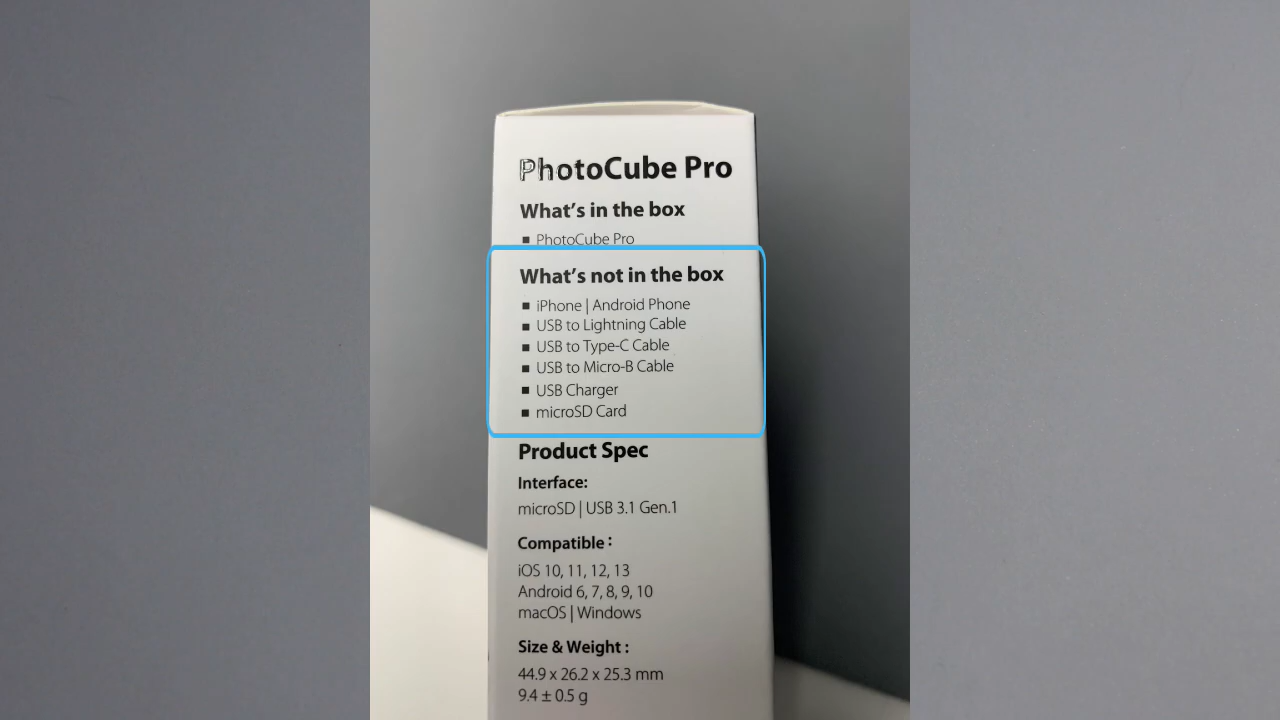 PhotoCube Pro
What's in the box
■ PhotoCube Pro
What's not in the box
■ iPhone | Android Phone
■ USB to Lightning Cable
■ USB to Type-C Cable
■ USB to Micro-B Cable
■ USB Charger
■ microSD Card
Product Spec
Interface:
microSD | USB 3.1 Gen.1
Compatible :
iOS 10, 11, 12, 13
Android 6, 7, 8, 9, 10
macOS | Windows
Size & Weight :
44.9 x 26.2 x 25.3 mm
9.4 ± 0.5 g